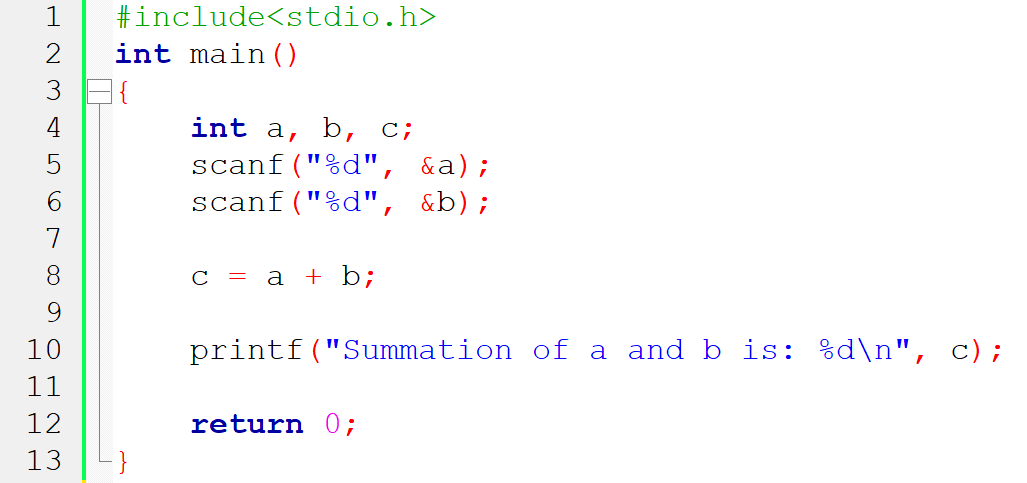 1 #include<stdio.h>
2 int main()
3 {
4 int a, b, c;
5 scanf("%d", &a);
6 scanf("%d", &b);
7
8 c = a + b;
9
10 printf("Summation of a and b is: %d\n", c);
11
12 return 0;
13 }